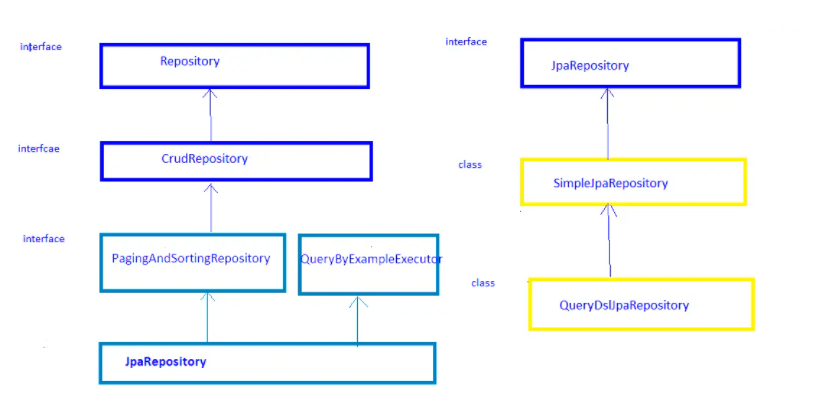 interface
Repository
interfcae
CrudRepository
interface
PagingAndSortingRepository
QueryByExampleExecutor
JpaRepository
interface
JpaRepository
class
SimpleJpaRepository
class
QueryDslJpaRepository